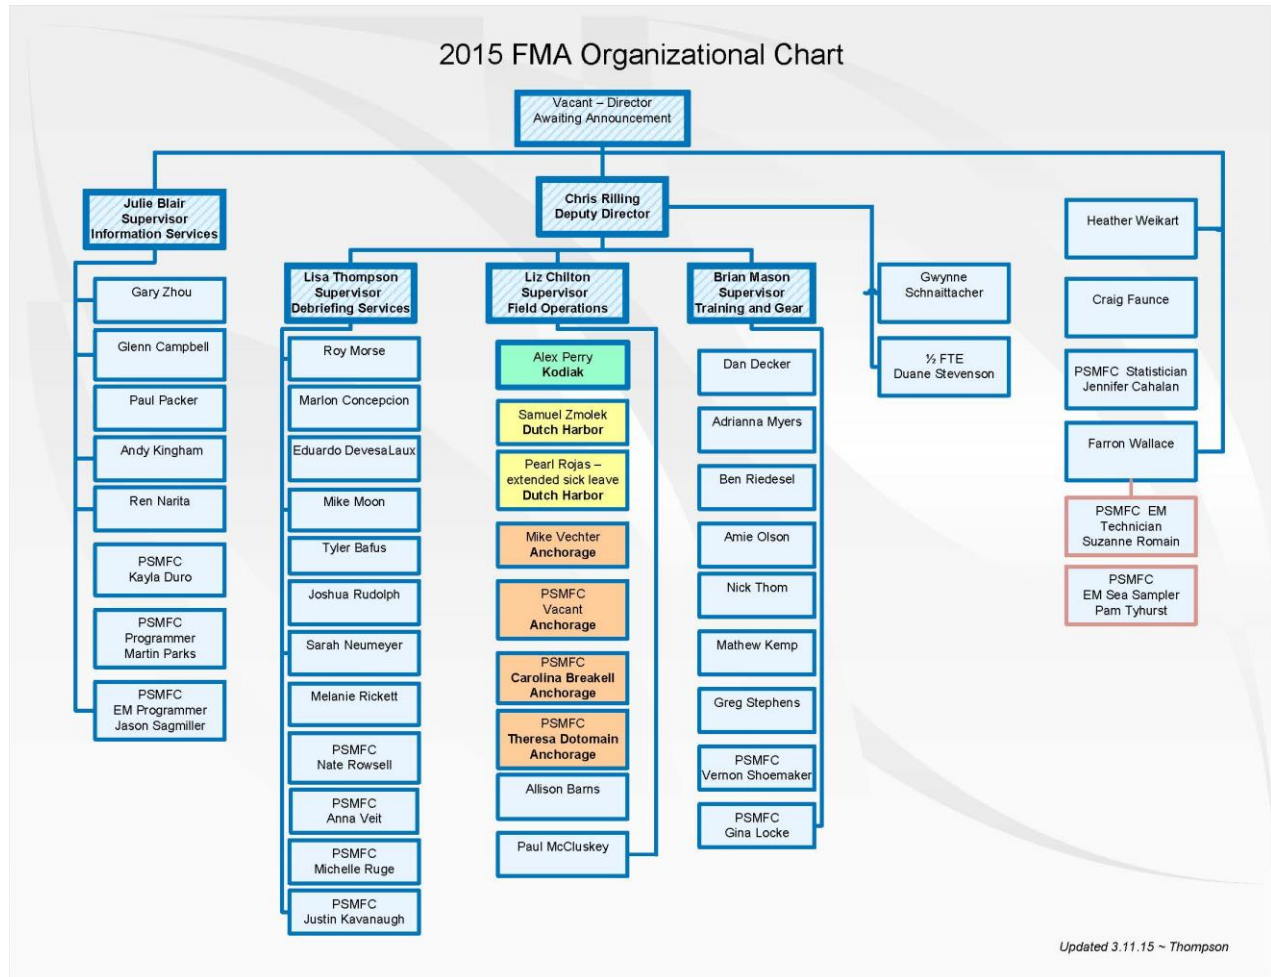 2015 FMA Organizational Chart
Vacant – Director
Awaiting Announcement
Julie Blair
Supervisor
Information Services
Chris Rilling
Deputy Director
Heather Weikart
Lisa Thompson
Supervisor
Debriefing Services
Liz Chilton
Supervisor
Field Operations
Brian Mason
Supervisor
Training and Gear
Gwynne
Schnaittacher
½ FTE
Duane Stevenson
Craig Faunce
PSMFC Statistician
Jennifer Cahalan
Farron Wallace
PSMFC EM
Technician
Suzanne Romain
PSMFC
EM Sea Sampler
Pam Tyhurst
Gary Zhou
Glenn Campbell
Paul Packer
Andy Kingham
Ren Narita
PSMFC
Kayla Duro
PSMFC
Programmer
Martin Parks
PSMFC
EM Programmer
Jason Sagmiller
Roy Morse
Marlon Concepcion
Eduardo DevesaLaux
Mike Moon
Tyler Bafus
Joshua Rudolph
Sarah Neumeyer
Melanie Rickett
PSMFC
Nate Rowsell
PSMFC
Anna Veit
PSMFC
Michelle Ruge
PSMFC
Justin Kavanaugh
Alex Perry
Kodiak
Samuel Zmolek
Dutch Harbor
Pearl Rojas –
extended sick leave
Dutch Harbor
Mike Vechter
Anchorage
PSMFC
Vacant
Anchorage
PSMFC
Carolina Breakell
Anchorage
PSMFC
Theresa Dotomain
Anchorage
Allison Barns
Paul McCluskey
Dan Decker
Adrianna Myers
Ben Riedesel
Amie Olson
Nick Thom
Mathew Kemp
Greg Stephens
PSMFC
Vernon Shoemaker
PSMFC
Gina Locke
Updated 3.11.15 ~ Thompson